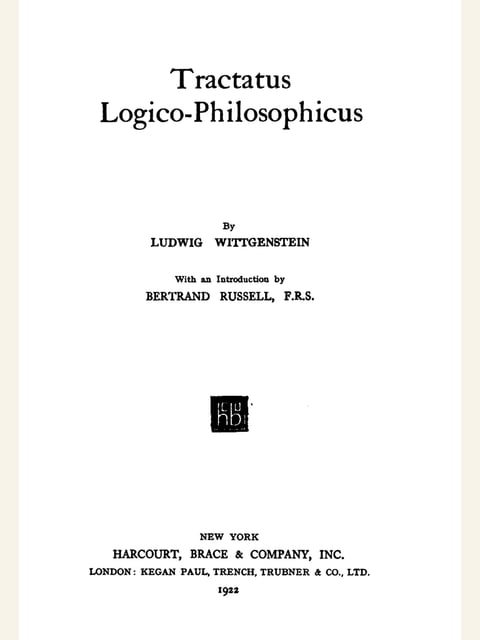 Tractatus
Logico-Philosophicus
By
LUDWIG WITTGENSTEIN
With an Introduction by
BERTRAND RUSSELL, F.R.S.
hb
NEW YORK
HARCOURT, BRACE & COMPANY, INC.
LONDON: KEGAN PAUL, TRENCH, TRUBNER & CO., LTD.
1922